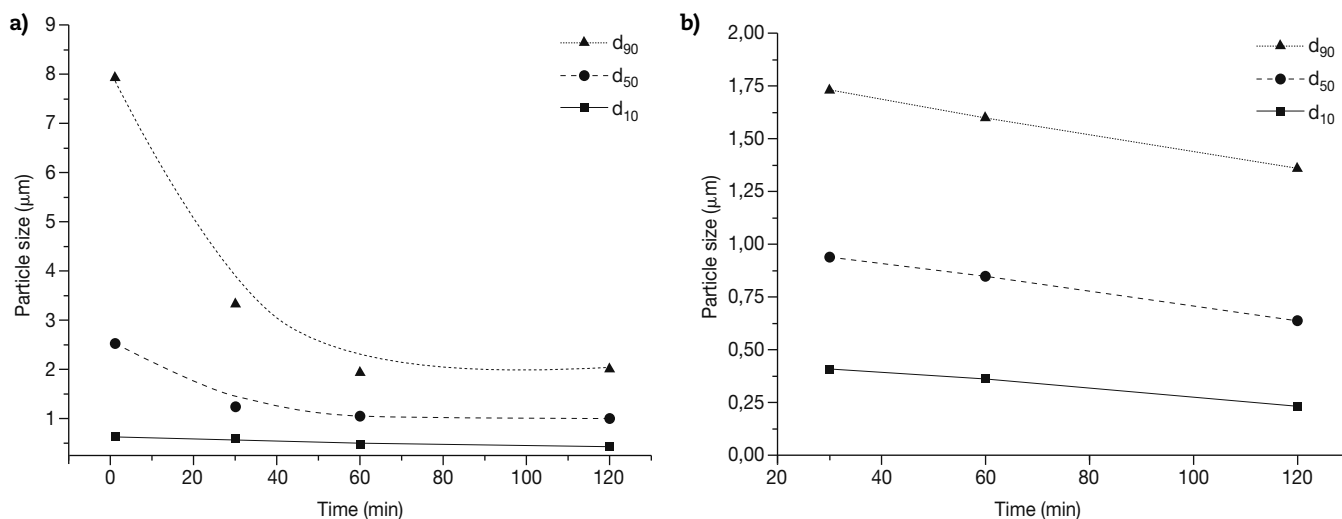 a)
9
8
7
6
5
4
3
2
1
Particle size (μm)
0 20 40 60 80 100 120
Time (min)
d90
d50
d10
b)
2,00
1,75
1,50
1,25
1,00
0,75
0,50
0,25
0,00
Particle size (μm)
20 40 60 80 100 120
Time (min)
d90
d50
d10